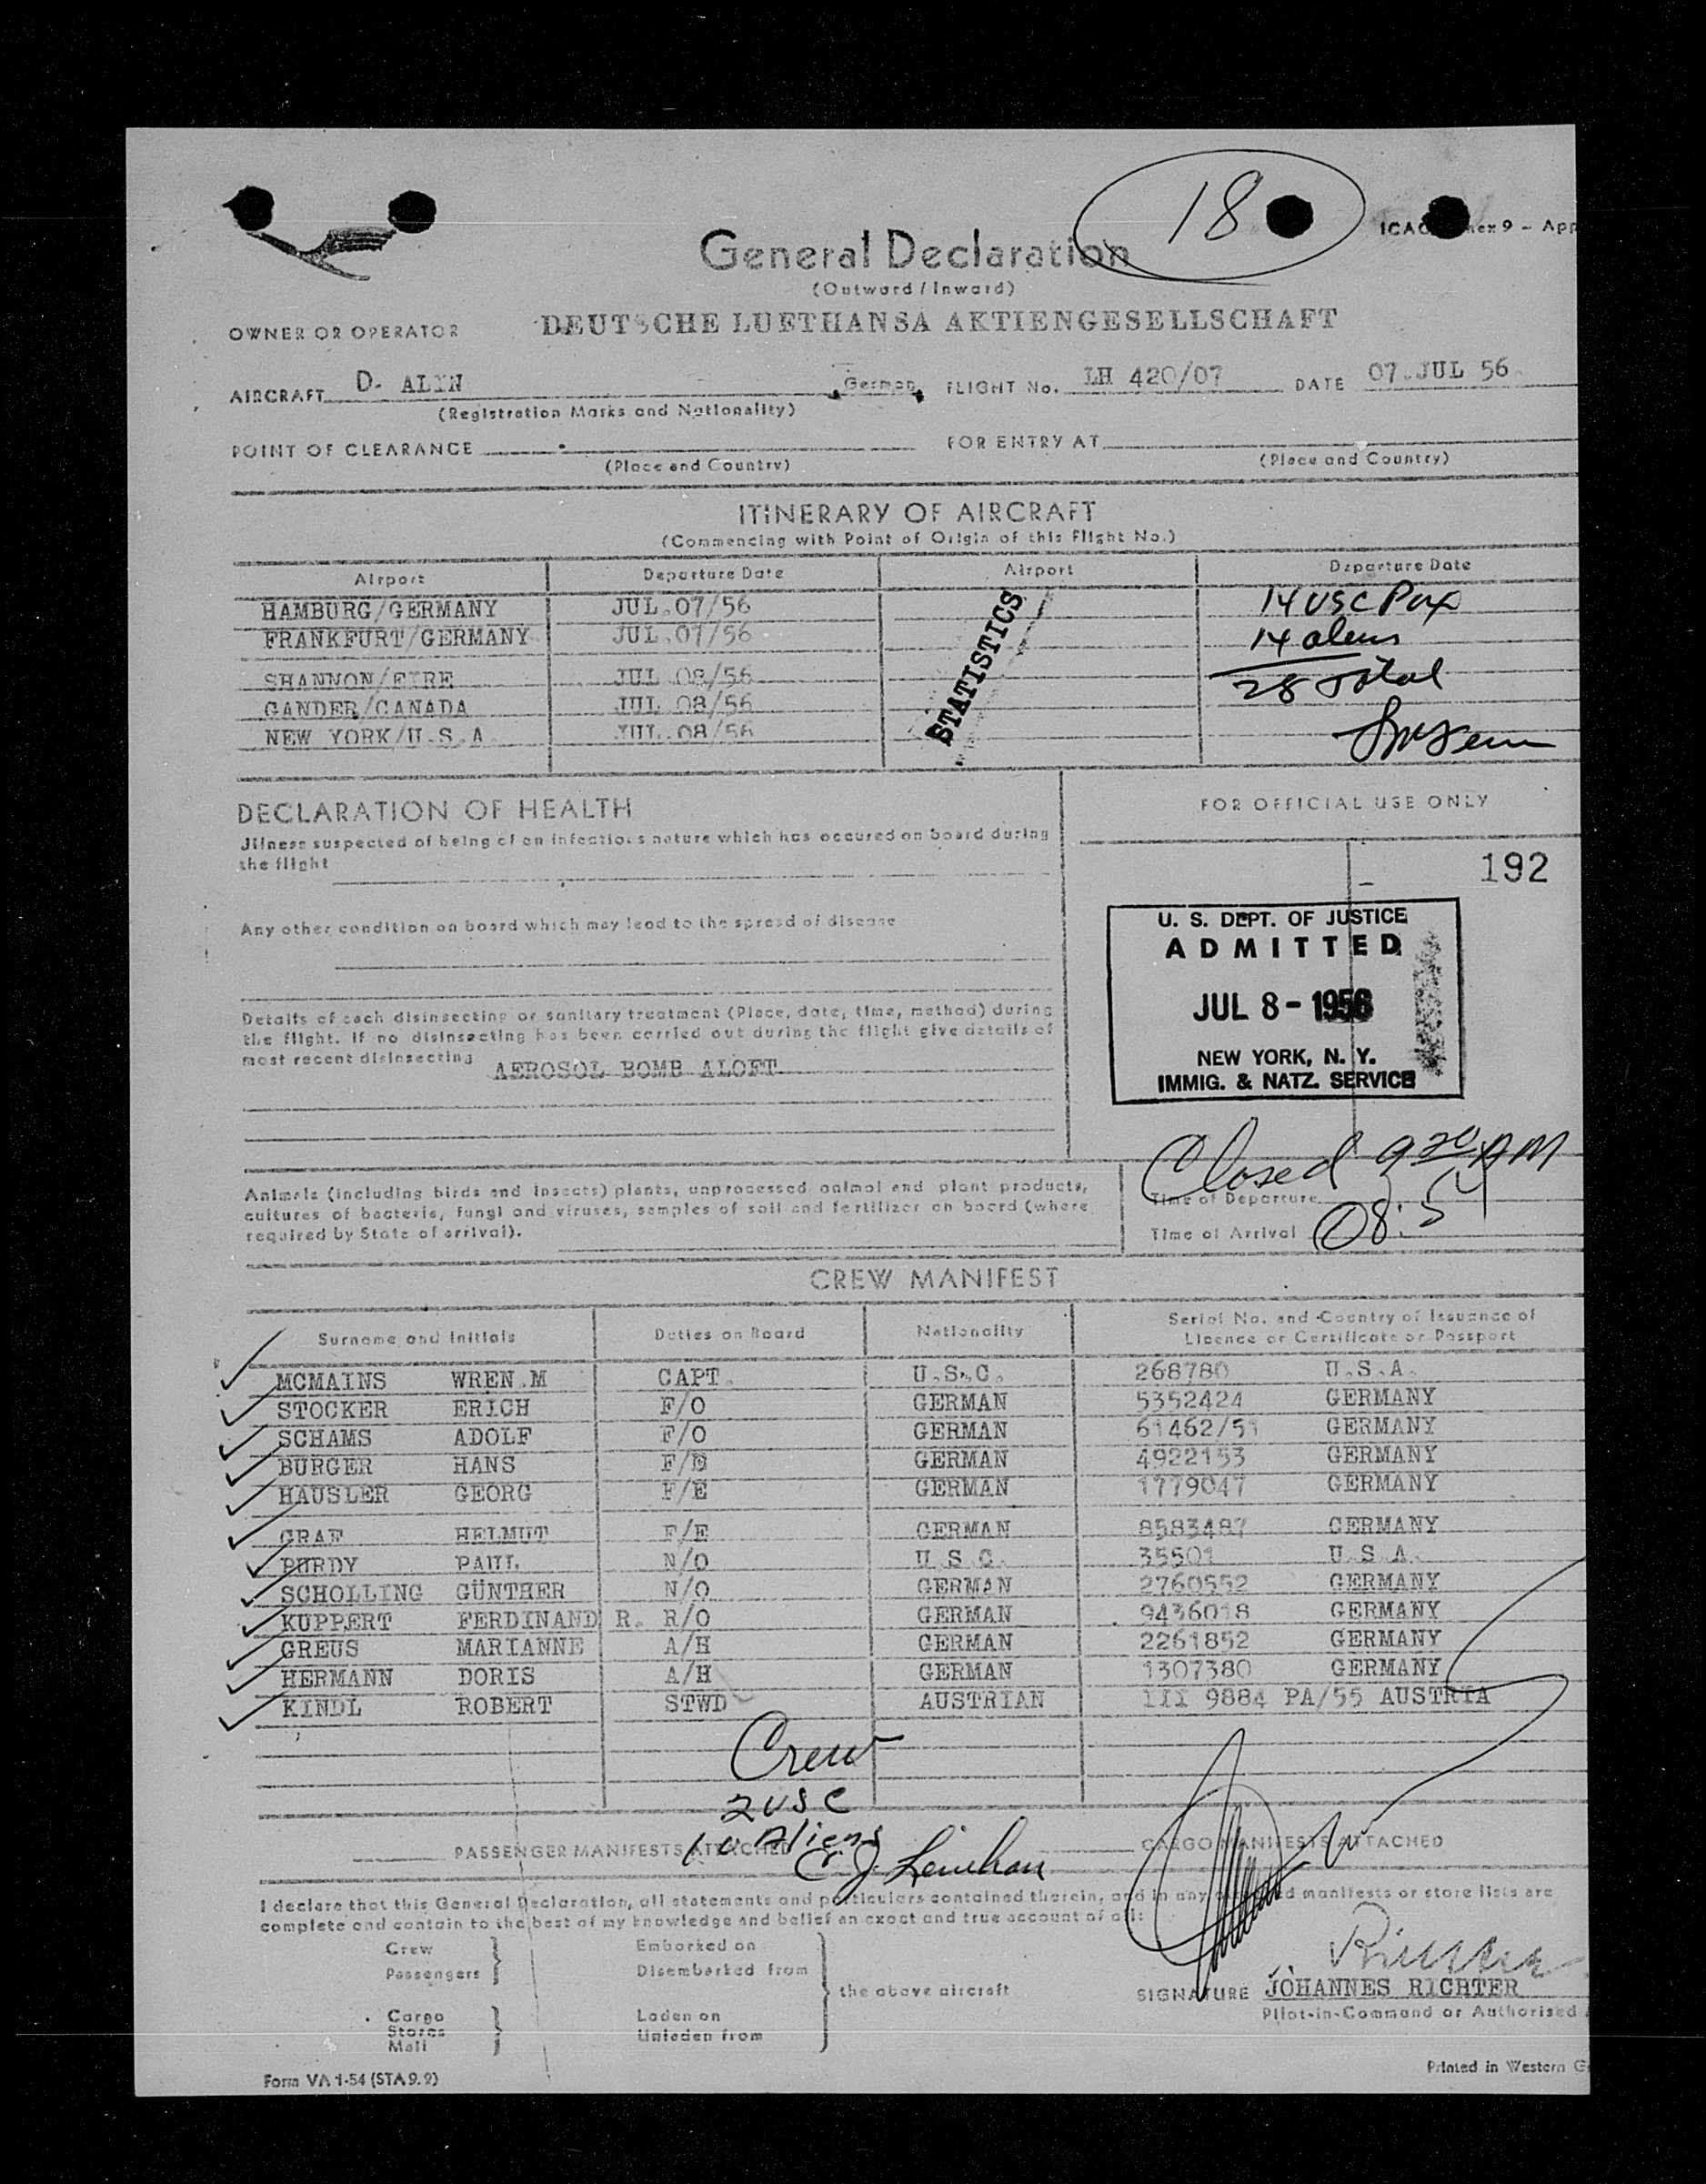 18
ICAO Annex 9 - Apr
General Declaration
(Outward / Inward)
OWNER OR OPERATOR DEUTSCHE LUFTHANSA AKTIENGESELLSCHAFT
AIRCRAFT D- ALIN German FLIGHT No. LH 420/07 DATE 07.JUL 56
(Registration Marks and Nationality)
POINT OF CLEARANCE FOR ENTRY AT
(Place and Country) (Place and Country)
ITINERARY OF AIRCRAFT
(Commencing with Point of Origin of this Flight No.)
Airport Departure Date Airport Departure Date
HAMBURG/GERMANY JUL.07/56 14 USC Pax
FRANKFURT/GERMANY JUL.07/56 14 aliens
SHANNON/EIRE JUL 08/56 28 Total
GANDER/CANADA JUL 08/56
NEW YORK/U.S.A. JUL.08/56
STATISTICS
DECLARATION OF HEALTH
Jllness suspected of being of an infectious nature which has occured on board during
the flight
Any other condition on board which may lead to the spread of disease
Details of each disinsecting or sanitary treatment (Place, date, time, method) during
the flight. If no disinsecting has been carried out during the flight give details of
most recent disinsecting AEROSOL BOMB ALOFT
FOR OFFICIAL USE ONLY
192
U. S. DEPT. OF JUSTICE
ADMITTED
JUL 8 - 1956
NEW YORK, N. Y.
IMMIG. & NATZ. SERVICE
Closed 9 20 AM
Animals (including birds and insects) plants, unprocessed animal and plant products,
cultures of bacteria, fungi and viruses, samples of soil and fertilizer on board (where
required by State of arrival).
Time of Departure
Time of Arrival 08:54
CREW MANIFEST
Surname and Initials Duties on Board Nationality Serial No. and Country of Issuance of
Licence or Certificate or Passport
MCMAINS WREN.M CAPT. U.S.C. 268780 U.S.A.
STOCKER ERICH F/O GERMAN 5352424 GERMANY
SCHAMS ADOLF F/O GERMAN 61462/51 GERMANY
BURGER HANS F/E GERMAN 4922153 GERMANY
HAUSLER GEORG F/E GERMAN 1779047 GERMANY
GRAF HELMUT F/E GERMAN 8583487 GERMANY
PURDY PAUL N/O U.S.C. 35501 U.S.A.
SCHOLLING GÜNTHER N/O GERMAN 2760552 GERMANY
KUPPERT FERDINAND R. R/O GERMAN 9436018 GERMANY
GREUS MARIANNE A/H GERMAN 2261852 GERMANY
HERMANN DORIS A/H GERMAN 1307380 GERMANY
KINDL ROBERT STWD AUSTRIAN III 9884 PA/55 AUSTRIA
Crew
2 USC
10 Aliens
PASSENGER MANIFESTS ATTACHED CARGO MANIFESTS ATTACHED
E J. Lenihan
I declare that this General Declaration, all statements and particulars contained therein, and in any attached manifests or store lists are
complete and contain to the best of my knowledge and belief an exact and true account of all:
Crew
Passengers
Embarked on
Disembarked from
the above aircraft
Cargo
Stores
Mail
Laden on
Unladen from
Richter
SIGNATURE JOHANNES RICHTER
Pilot-in-Command or Authorised
Printed in Western G
Form VA 1-54 (STA 9.2)